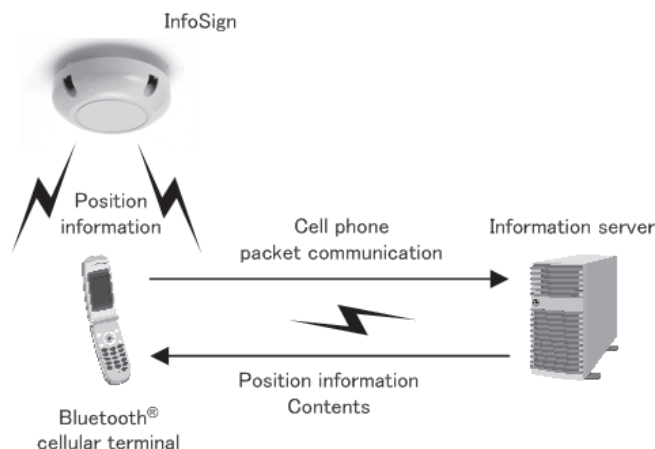 InfoSign
Position
information
Cell phone
packet communication
Information server
Position information
Contents
Bluetooth®
cellular terminal